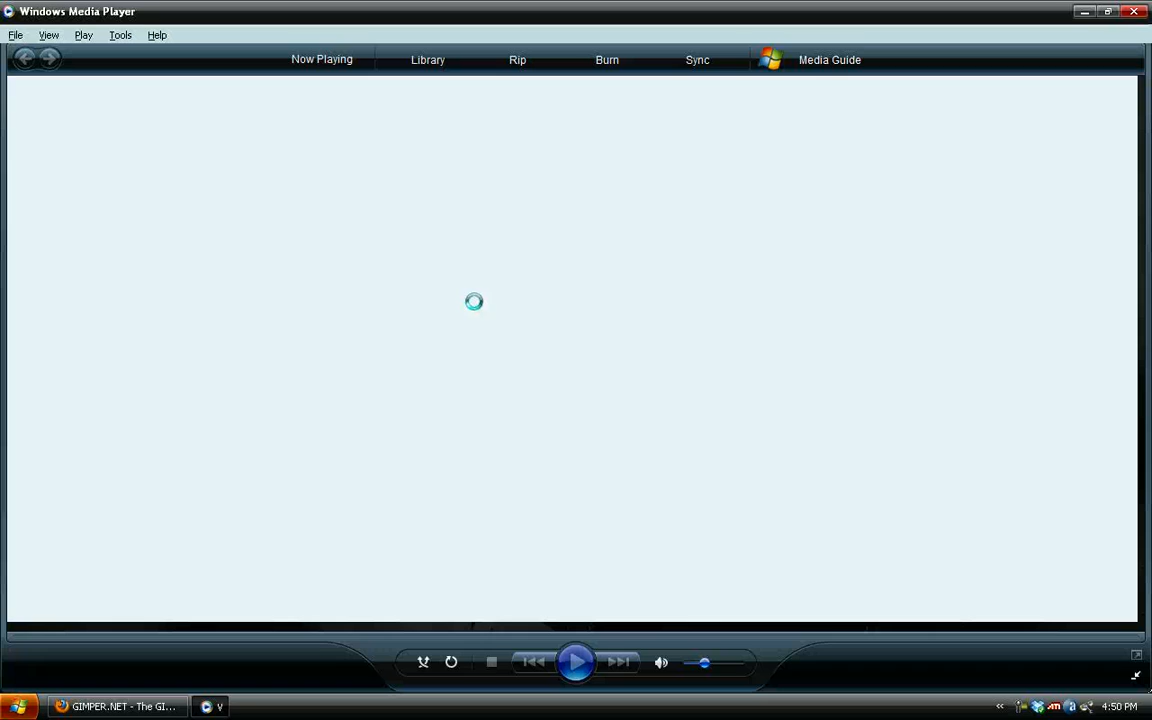 Windows Media Player
File View Play Tools Help
Now Playing Library Rip Burn Sync Media Guide
GIMPER.NET - The GI... V « 4:50 PM